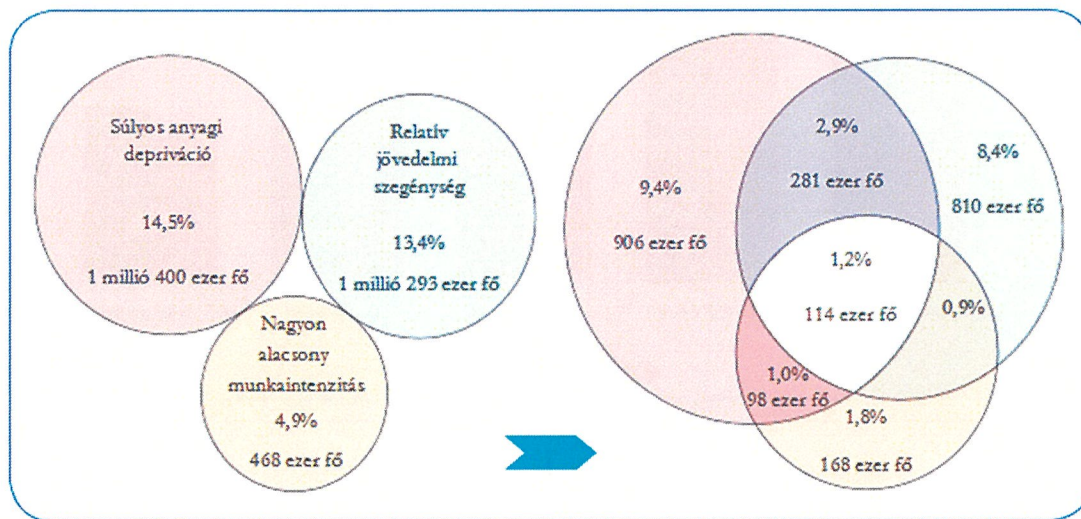 Súlyos anyagi
depriváció
14,5%
1 millió 400 ezer fő
Relatív
jövedelmi
szegénység
13,4%
1 millió 293 ezer fő
Nagyon
alacsony
munkaintenzitás
4,9%
468 ezer fő
2,9%
281 ezer fő
8,4%
810 ezer fő
9,4%
906 ezer fő
1,2%
114 ezer fő
0,9%
1,0%
98 ezer fő
1,8%
168 ezer fő